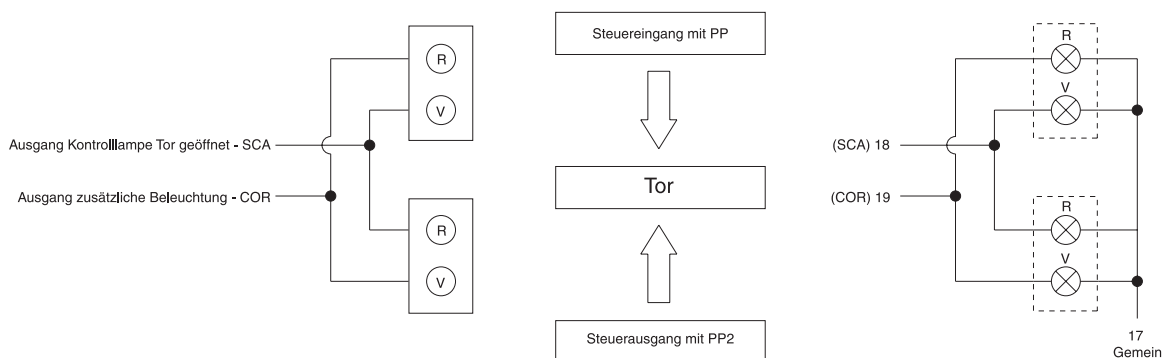 R
V
Ausgang Kontrolllampe Tor geöffnet - SCA
Ausgang zusätzliche Beleuchtung - COR
R
V
Steuereingang mit PP
Tor
Steuerausgang mit PP2
R
V
(SCA) 18
(COR) 19
R
V
17
Gemein